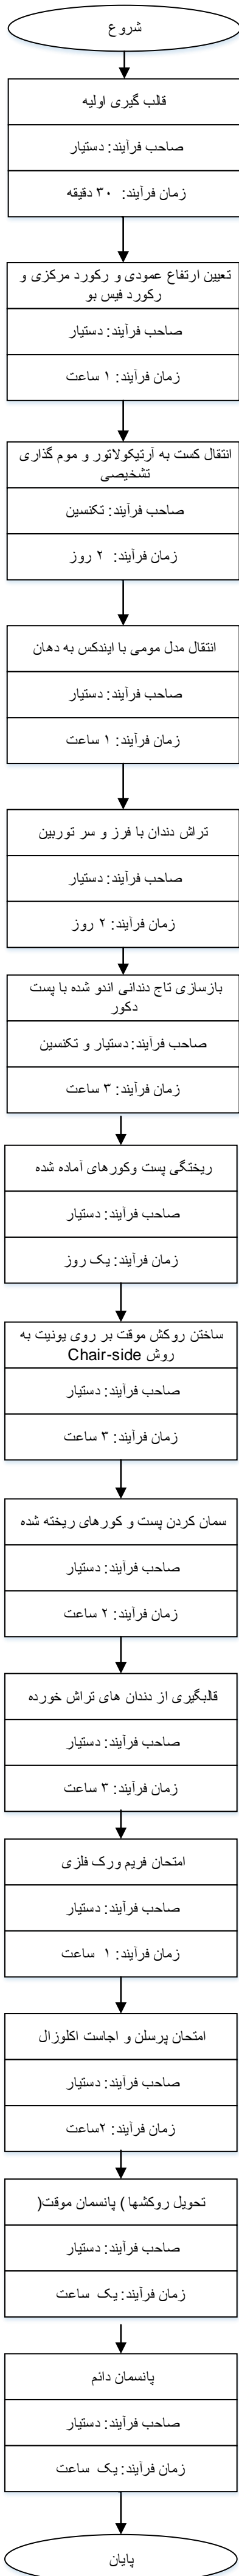 شروع
قالب گیری اولیه
صاحب فرآیند: دستیار
زمان فرآیند: ۳۰ دقیقه
تعیین ارتفاع عمودی و رکورد مرکزی و
رکورد فیس بو
صاحب فرآیند: دستیار
زمان فرآیند: ۱ ساعت
انتقال کست به آرتیکولاتور و موم گذاری
تشخیصی
صاحب فرآیند: تکنسین
زمان فرآیند: ۲ روز
انتقال مدل مومی با ایندکس به دهان
صاحب فرآیند: دستیار
زمان فرآیند: ۱ ساعت
تراش دندان با فرز و سر توربین
صاحب فرآیند: دستیار
زمان فرآیند: ۲ روز
بازسازی تاج دندانی اندو شده با پست
دکور
صاحب فرآیند: دستیار و تکنسین
زمان فرآیند: ۳ ساعت
ریختگی پست وکورهای آماده شده
صاحب فرآیند: دستیار
زمان فرآیند: یک روز
ساختن روکش موقت بر روی یونیت به
روش Chair-side
صاحب فرآیند: دستیار
زمان فرآیند: ۳ ساعت
سمان کردن پست و کورهای ریخته شده
صاحب فرآیند: دستیار
زمان فرآیند: ۲ ساعت
قالبگیری از دندان های تراش خورده
صاحب فرآیند: دستیار
زمان فرآیند: ۳ ساعت
امتحان فریم ورک فلزی
صاحب فرآیند: دستیار
زمان فرآیند: ۱ ساعت
امتحان پرسلن و اجاست اکلوزال
صاحب فرآیند: دستیار
زمان فرآیند: ۲ساعت
تحویل روکشها ) پانسمان موقت(
صاحب فرآیند: دستیار
زمان فرآیند: یک ساعت
پانسمان دائم
صاحب فرآیند: دستیار
زمان فرآیند: یک ساعت
پایان